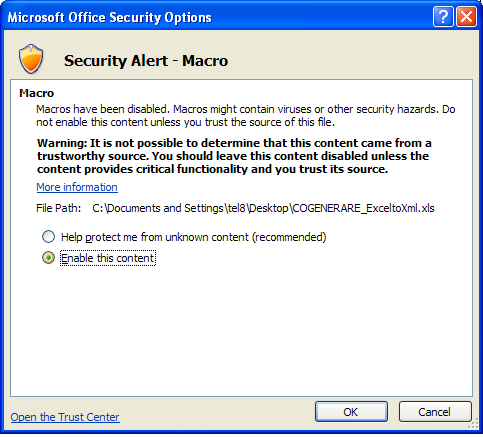 Microsoft Office Security Options
Security Alert - Macro
Macro
Macros have been disabled. Macros might contain viruses or other security hazards. Do
not enable this content unless you trust the source of this file.
Warning: It is not possible to determine that this content came from a
trustworthy source. You should leave this content disabled unless the
content provides critical functionality and you trust its source.
More information
File Path: C:\Documents and Settings\tel8\Desktop\COGENERARE_ExceltoXml.xls
Help protect me from unknown content (recommended)
Enable this content
Open the Trust Center
OK
Cancel